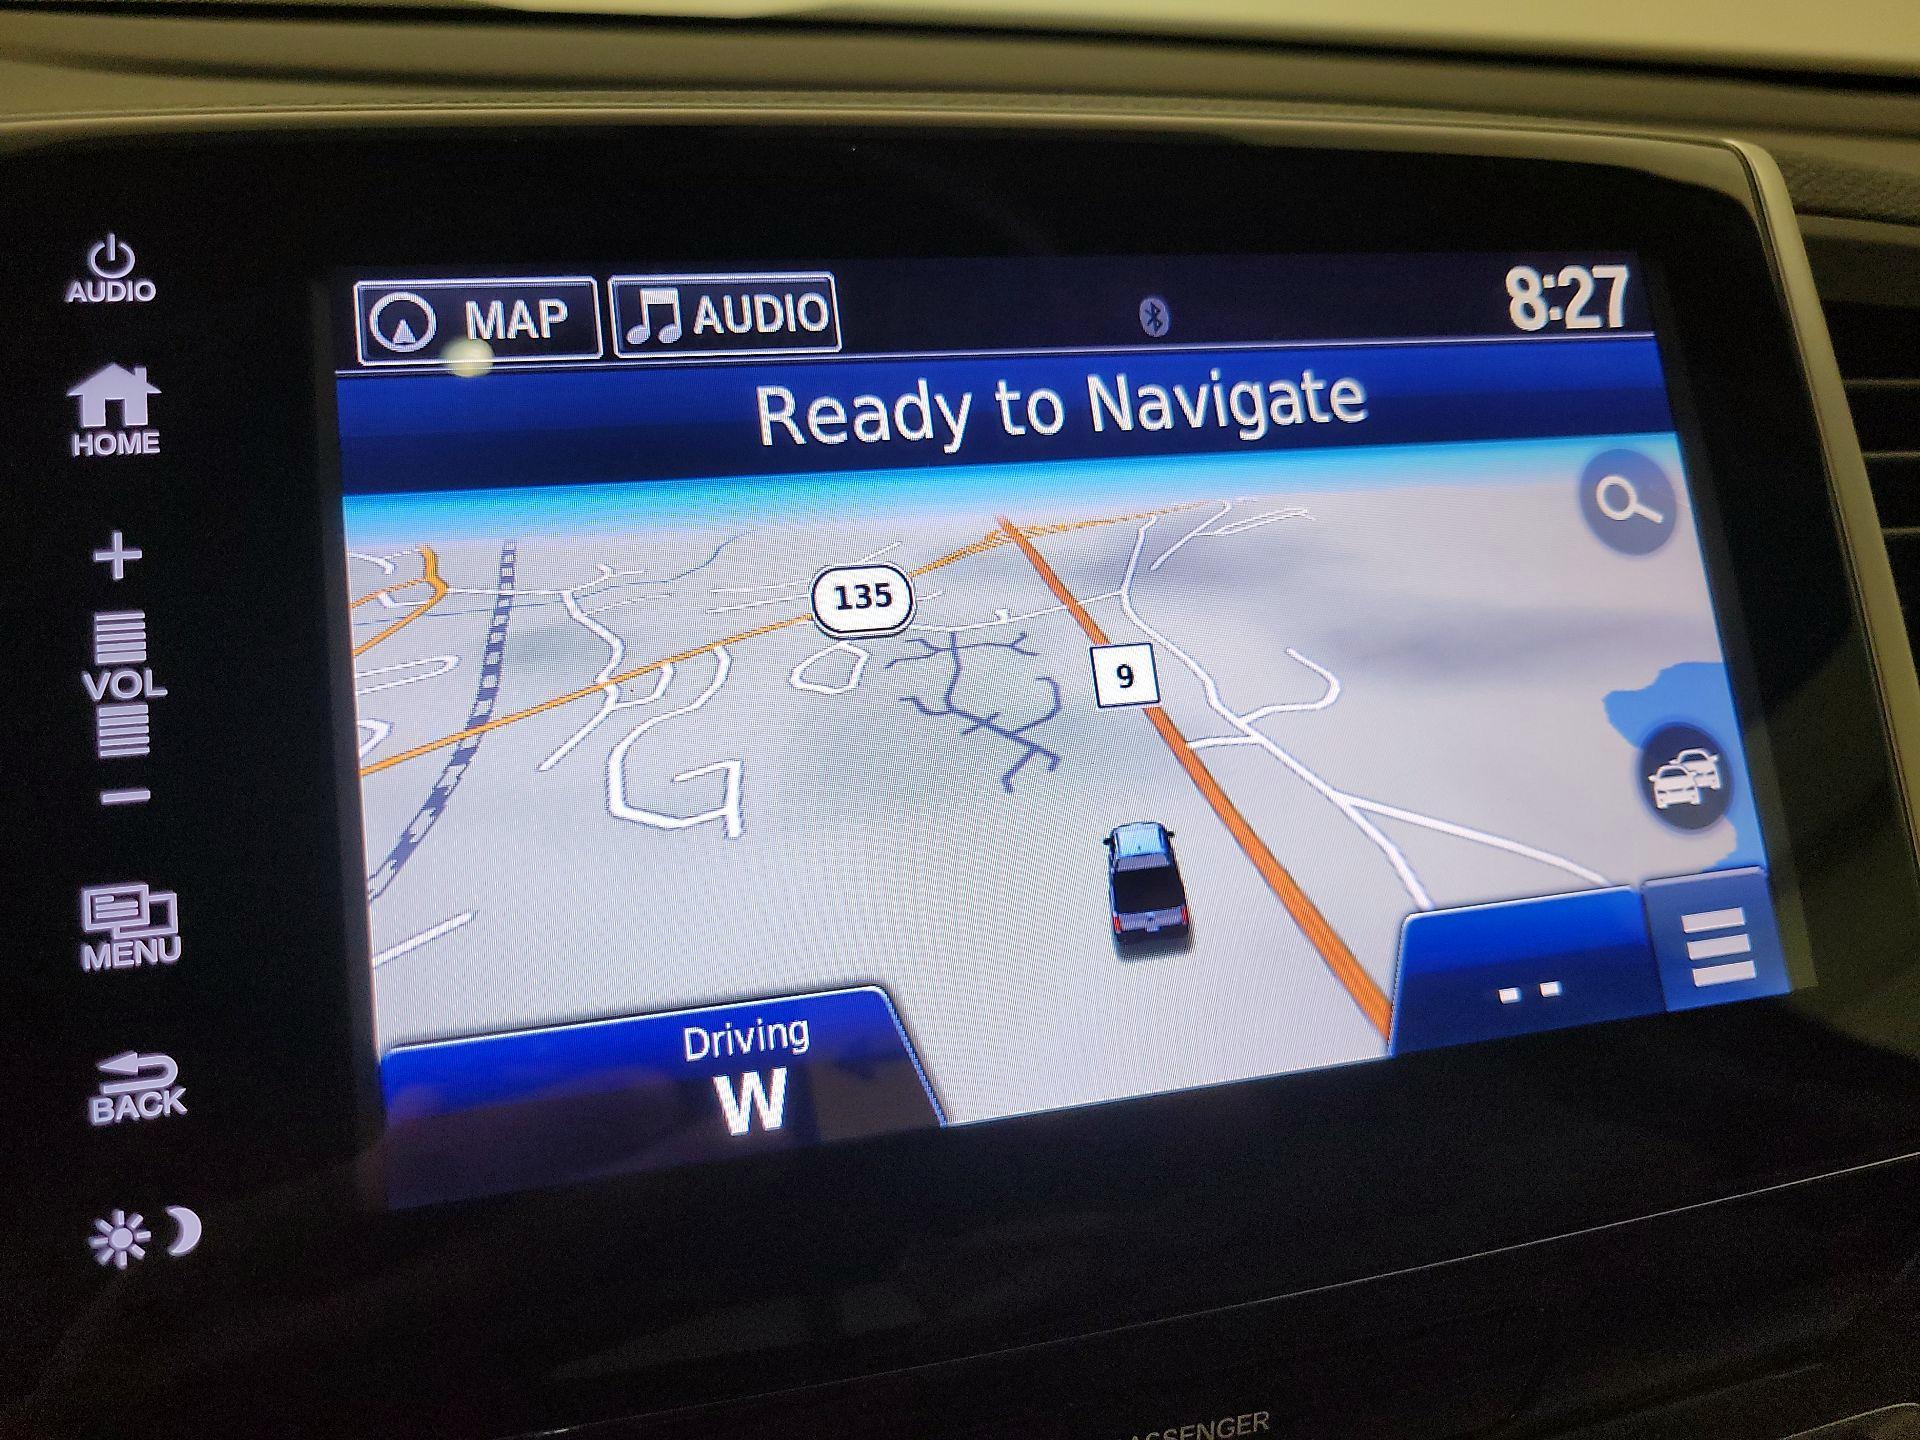 AUDIO
HOME
VOL
MENU
BACK
MAP
AUDIO
8:27
Ready to Navigate
135
9
Driving
W
- -